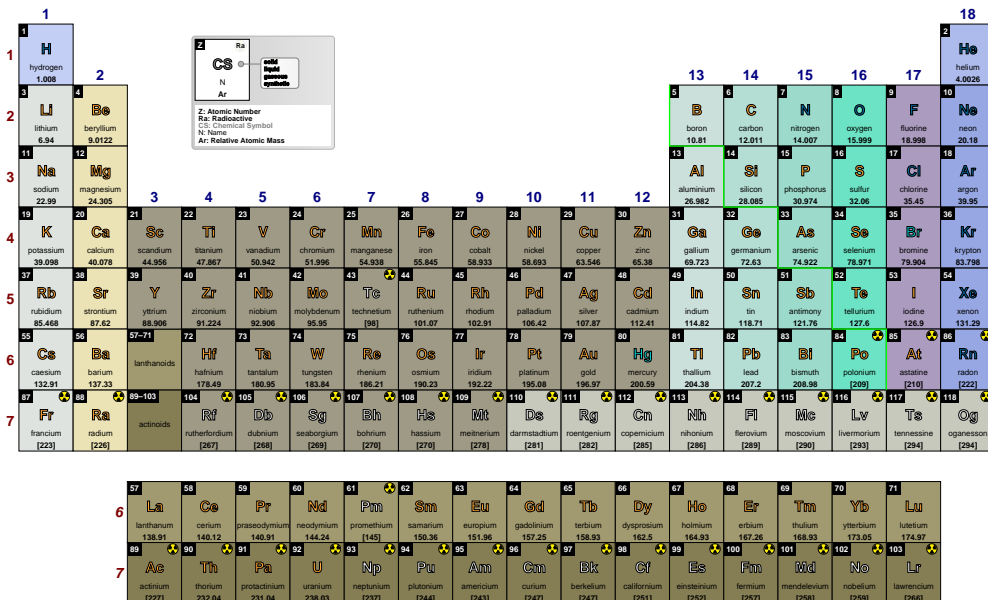 1 18
1 2
1 H He
hydrogen helium
1.008 4.0026
Z Ra
CS
N
Ar
solid
liquid
gaseous
synthetic
Z: Atomic Number
Ra: Radioactive
CS: Chemical Symbol
N: Name
Ar: Relative Atomic Mass
2 13 14 15 16 17
3 4 5 6 7 8 9 10
2 Li Be B C N O F Ne
lithium beryllium boron carbon nitrogen oxygen fluorine neon
6.94 9.0122 10.81 12.011 14.007 15.999 18.998 20.18
11 12 13 14 15 16 17 18
3 Na Mg Al Si P S Cl Ar
sodium magnesium aluminium silicon phosphorus sulfur chlorine argon
22.99 24.305 26.982 28.085 30.974 32.06 35.45 39.95
3 4 5 6 7 8 9 10 11 12
19 20 21 22 23 24 25 26 27 28 29 30 31 32 33 34 35 36
4 K Ca Sc Ti V Cr Mn Fe Co Ni Cu Zn Ga Ge As Se Br Kr
potassium calcium scandium titanium vanadium chromium manganese iron cobalt nickel copper zinc gallium germanium arsenic selenium bromine krypton
39.098 40.078 44.956 47.867 50.942 51.996 54.938 55.845 58.933 58.693 63.546 65.38 69.723 72.63 74.922 78.971 79.904 83.798
37 38 39 40 41 42 43 44 45 46 47 48 49 50 51 52 53 54
5 Rb Sr Y Zr Nb Mo Tc Ru Rh Pd Ag Cd In Sn Sb Te I Xe
rubidium strontium yttrium zirconium niobium molybdenum technetium ruthenium rhodium palladium silver cadmium indium tin antimony tellurium iodine xenon
85.468 87.62 88.906 91.224 92.906 95.95 [98] 101.07 102.91 106.42 107.87 112.41 114.82 118.71 121.76 127.6 126.9 131.29
55 56 57–71 72 73 74 75 76 77 78 79 80 81 82 83 84 85 86
6 Cs Ba Hf Ta W Re Os Ir Pt Au Hg Tl Pb Bi Po At Rn
caesium barium lanthanoids hafnium tantalum tungsten rhenium osmium iridium platinum gold mercury thallium lead bismuth polonium astatine radon
132.91 137.33 178.49 180.95 183.84 186.21 190.23 192.22 195.08 196.97 200.59 204.38 207.2 208.98 [209] [210] [222]
87 88 89–103 104 105 106 107 108 109 110 111 112 113 114 115 116 117 118
7 Fr Ra Rf Db Sg Bh Hs Mt Ds Rg Cn Nh Fl Mc Lv Ts Og
francium radium actinoids rutherfordium dubnium seaborgium bohrium hassium meitnerium darmstadtium roentgenium copernicium nihonium flerovium moscovium livermorium tennessine oganesson
[223] [226] [267] [268] [269] [270] [270] [278] [281] [282] [285] [286] [289] [290] [293] [294] [294]
57 58 59 60 61 62 63 64 65 66 67 68 69 70 71
6 La Ce Pr Nd Pm Sm Eu Gd Tb Dy Ho Er Tm Yb Lu
lanthanum cerium praseodymium neodymium promethium samarium europium gadolinium terbium dysprosium holmium erbium thulium ytterbium lutetium
138.91 140.12 140.91 144.24 [145] 150.36 151.96 157.25 158.93 162.5 164.93 167.26 168.93 173.05 174.97
89 90 91 92 93 94 95 96 97 98 99 100 101 102 103
7 Ac Th Pa U Np Pu Am Cm Bk Cf Es Fm Md No Lr
actinium thorium protactinium uranium neptunium plutonium americium curium berkelium californium einsteinium fermium mendelevium nobelium lawrencium
[227] 232.04 231.04 238.03 [237] [244] [243] [247] [247] [251] [252] [257] [258] [259] [266]